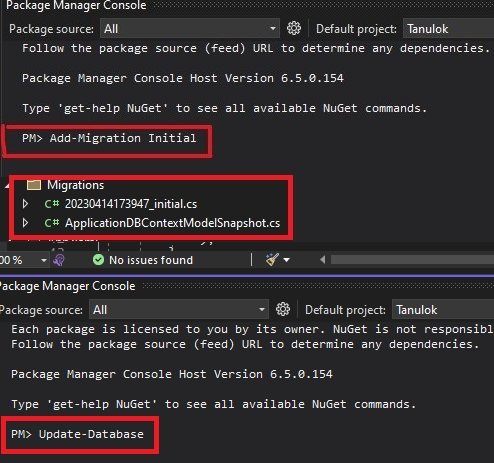 Package Manager Console
Package source: All Default project: Tanulok
Follow the package source (feed) URL to determine any dependencies.
Package Manager Console Host Version 6.5.0.154
Type 'get-help NuGet' to see all available NuGet commands.
PM> Add-Migration Initial
Migrations
C# 20230414173947_initial.cs
C# ApplicationDBContextModelSnapshot.cs
00 % No issues found
Package Manager Console
Package source: All Default project: Tanulok
Each package is licensed to you by its owner. NuGet is not responsibl
Follow the package source (feed) URL to determine any dependencies.
Package Manager Console Host Version 6.5.0.154
Type 'get-help NuGet' to see all available NuGet commands.
PM> Update-Database